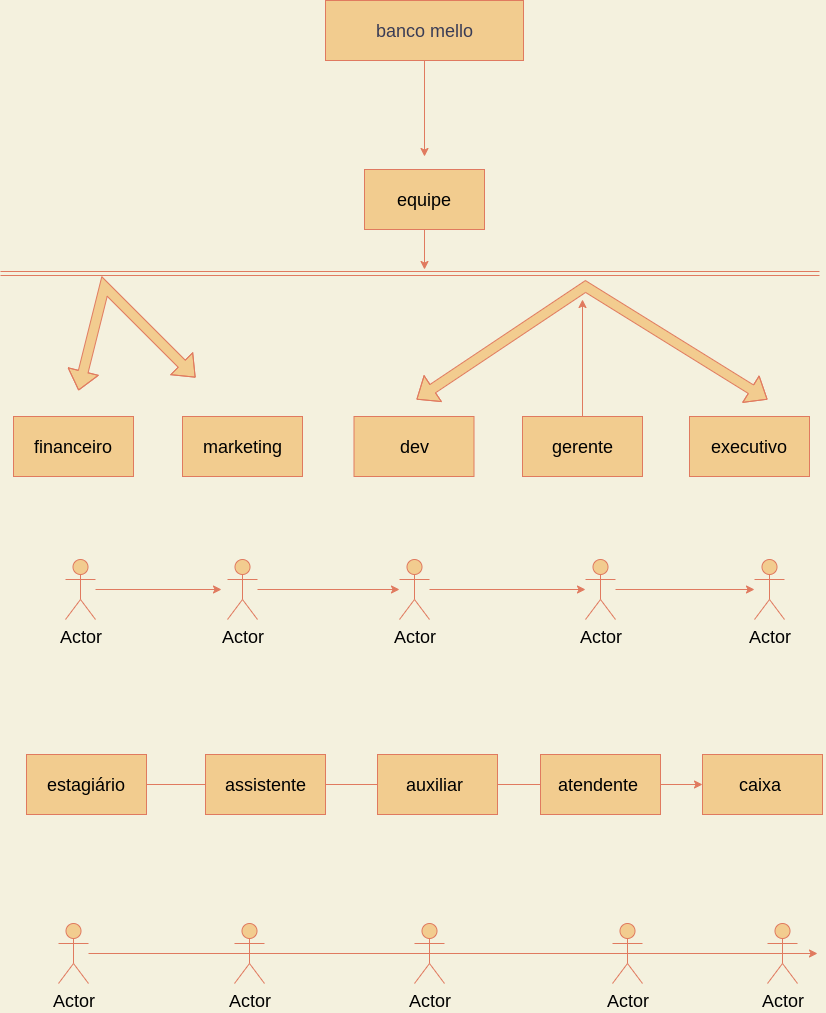 banco mello
equipe
financeiro
marketing
dev
gerente
executivo
Actor
Actor
Actor
Actor
Actor
estagiário
assistente
auxiliar
atendente
caixa
Actor
Actor
Actor
Actor
Actor